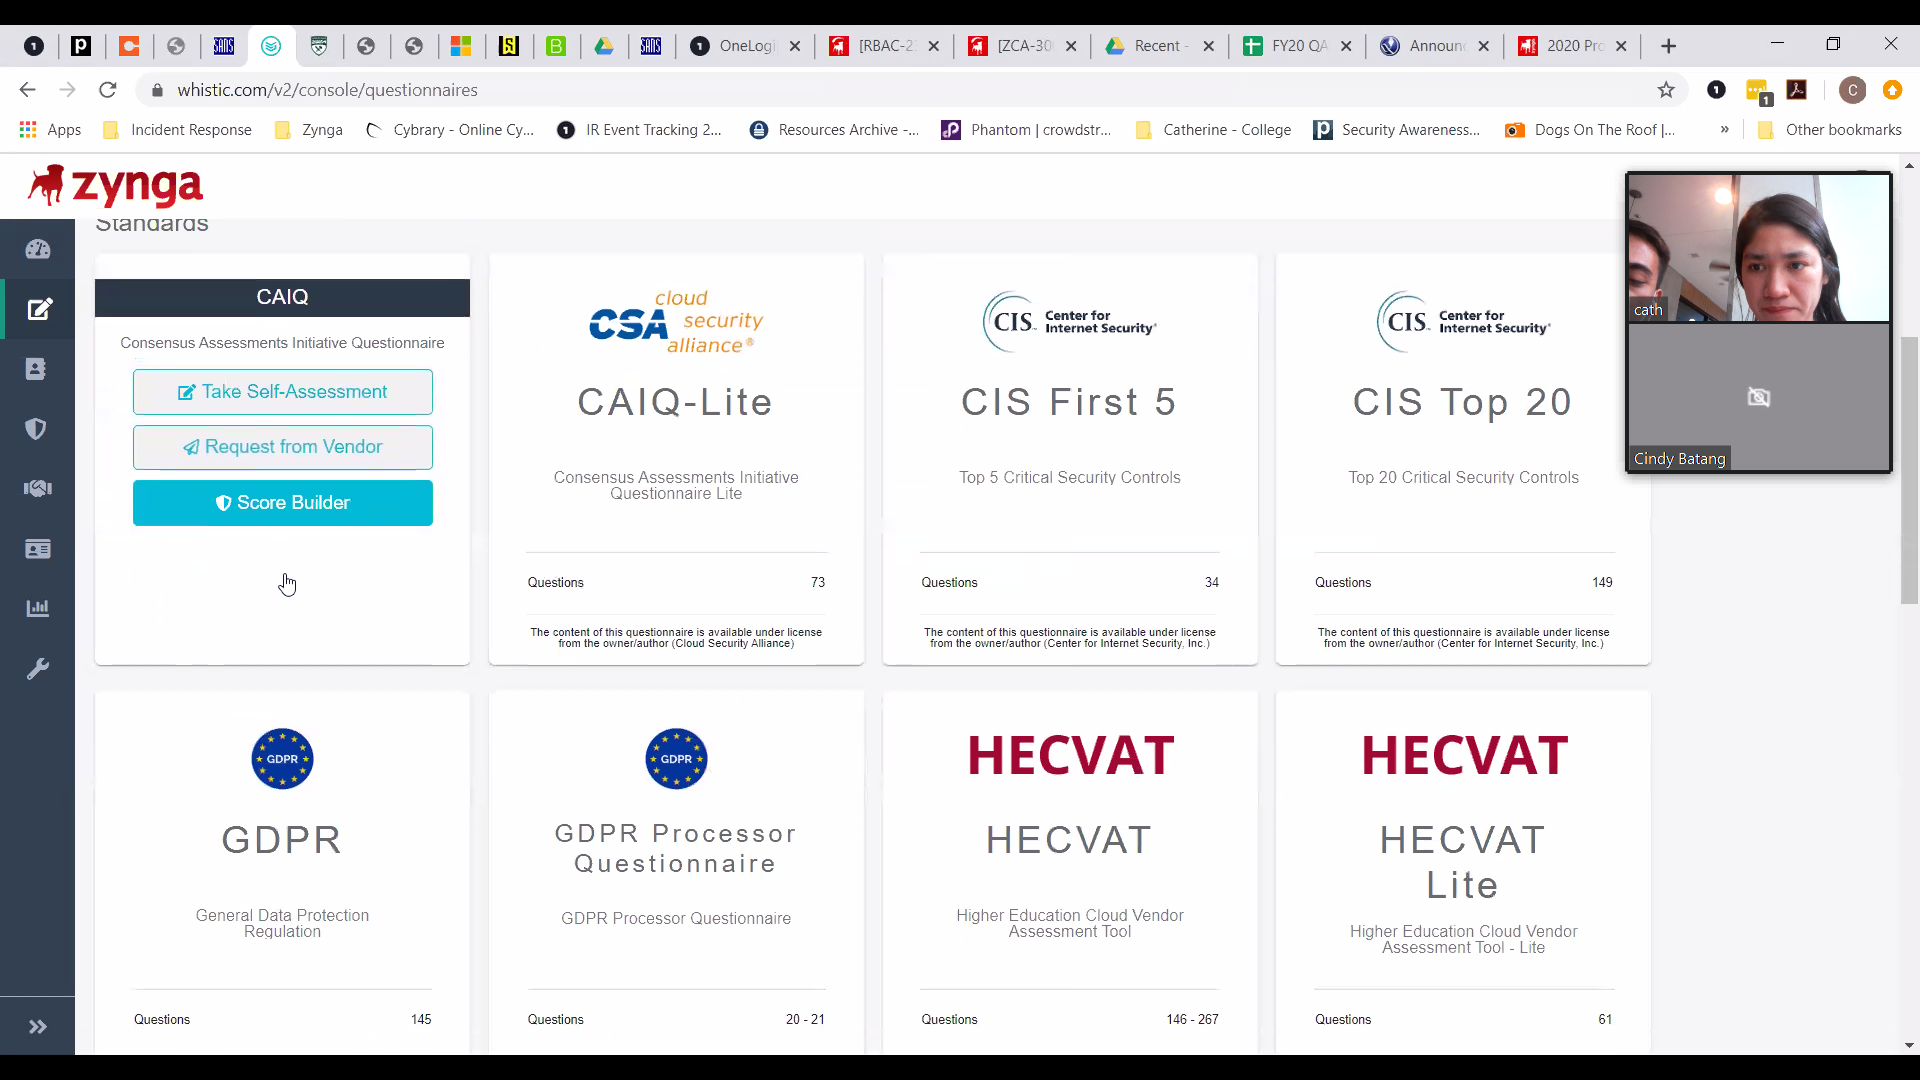 OneLogi
[RBAC-2
[ZCA-30
Recent -
FY20 QA
Announ
2020 Pro
whistic.com/v2/console/questionnaires
Apps
Incident Response
Zynga
Cybrary - Online Cy...
IR Event Tracking 2...
Resources Archive -...
Phantom | crowdstr...
Catherine - College
Security Awareness...
Dogs On The Roof |...
»
Other bookmarks
zynga
Standards
CAIQ
Consensus Assessments Initiative Questionnaire
Take Self-Assessment
Request from Vendor
Score Builder
CSA cloud security alliance®
CAIQ-Lite
Consensus Assessments Initiative
Questionnaire Lite
Questions 73
The content of this questionnaire is available under license
from the owner/author (Cloud Security Alliance)
CIS Center for
Internet Security®
CIS First 5
Top 5 Critical Security Controls
Questions 34
The content of this questionnaire is available under license
from the owner/author (Center for Internet Security, Inc.)
CIS Center for
Internet Security®
CIS Top 20
Top 20 Critical Security Controls
Questions 149
The content of this questionnaire is available under license
from the owner/author (Center for Internet Security, Inc.)
cath
Cindy Batang
GDPR
GDPR
General Data Protection
Regulation
Questions 145
GDPR
GDPR Processor
Questionnaire
GDPR Processor Questionnaire
Questions 20 - 21
HECVAT
HECVAT
Higher Education Cloud Vendor
Assessment Tool
Questions 146 - 267
HECVAT
HECVAT
Lite
Higher Education Cloud Vendor
Assessment Tool - Lite
Questions 61